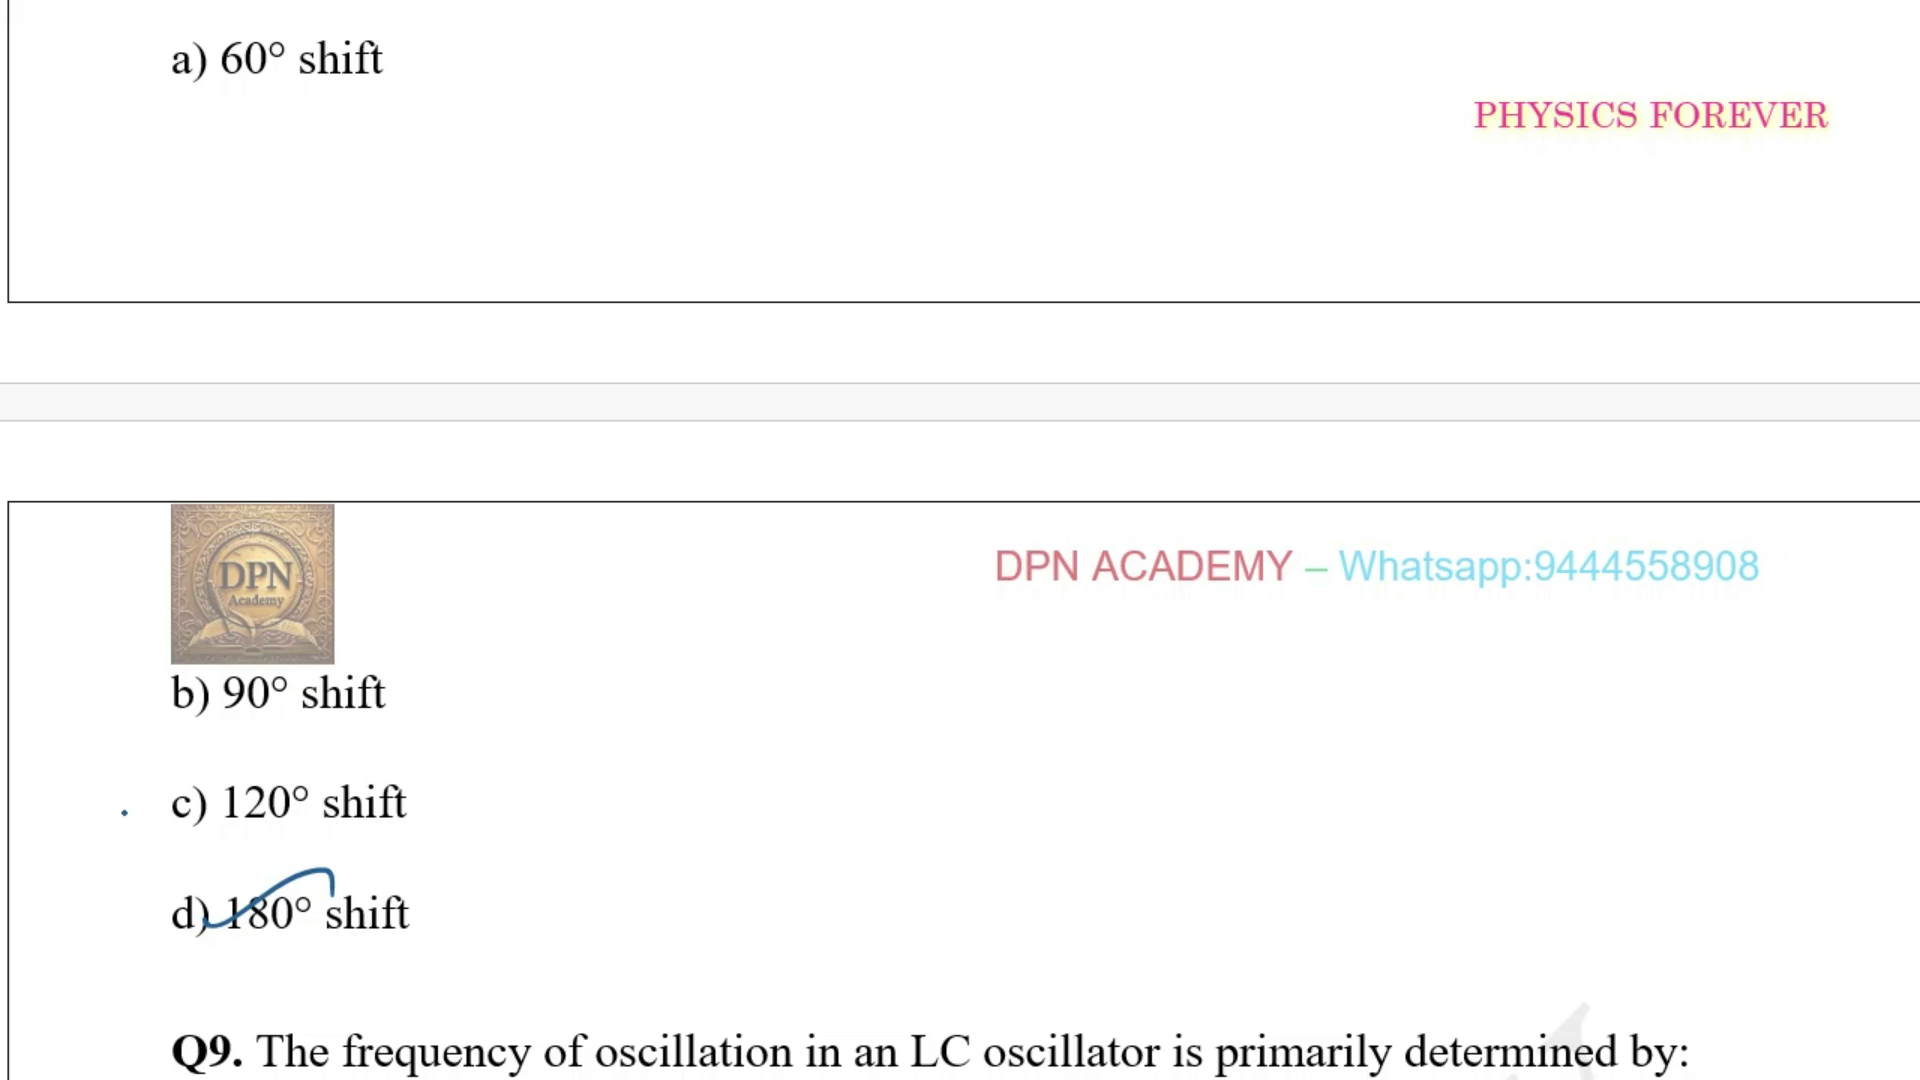 a) 60° shift
PHYSICS FOREVER
DPN
Academy
DPN ACADEMY – Whatsapp:9444558908
b) 90° shift
c) 120° shift
d) 180° shift
Q9. The frequency of oscillation in an LC oscillator is primarily determined by: